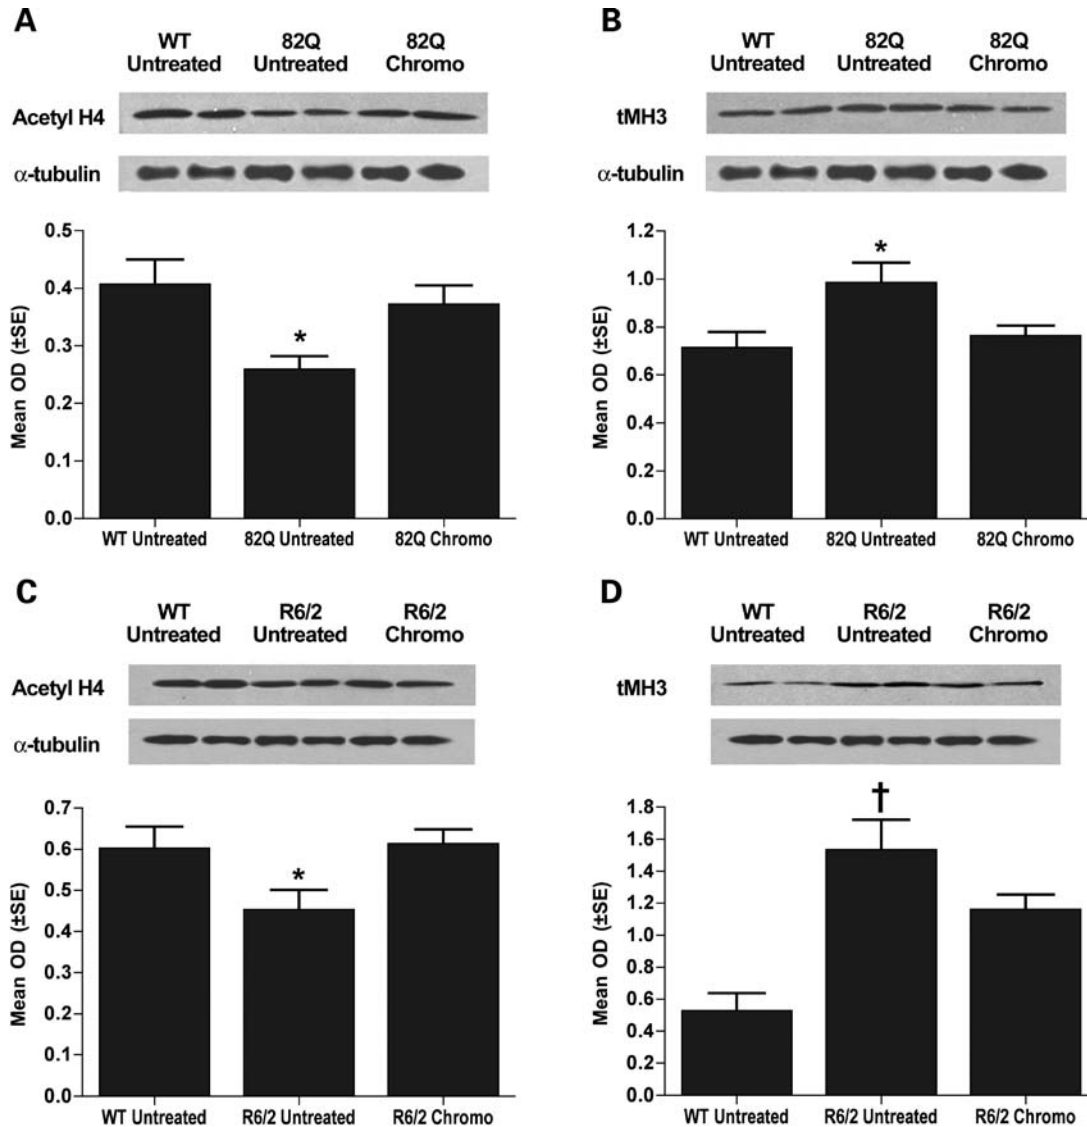 A
WT Untreated
82Q Untreated
82Q Chromo
Acetyl H4
α-tubulin
Mean OD (±SE)
0.5
0.4
0.3
0.2
0.1
0.0
*
WT Untreated
82Q Untreated
82Q Chromo
B
WT Untreated
82Q Untreated
82Q Chromo
tMH3
α-tubulin
Mean OD (±SE)
1.2
1.0
0.8
0.6
0.4
0.2
0.0
*
WT Untreated
82Q Untreated
82Q Chromo
C
WT Untreated
R6/2 Untreated
R6/2 Chromo
Acetyl H4
α-tubulin
Mean OD (±SE)
0.7
0.6
0.5
0.4
0.3
0.2
0.1
0.0
*
WT Untreated
R6/2 Untreated
R6/2 Chromo
D
WT Untreated
R6/2 Untreated
R6/2 Chromo
tMH3
Mean OD (±SE)
1.8
1.6
1.4
1.2
1.0
0.8
0.6
0.4
0.2
0.0
†
WT Untreated
R6/2 Untreated
R6/2 Chromo